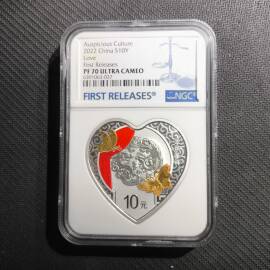 Auspicious Culture
2022 China S10Y
Love
First Releases
PF 70 ULTRA CAMEO
FIRST RELEASES
NGC
10元